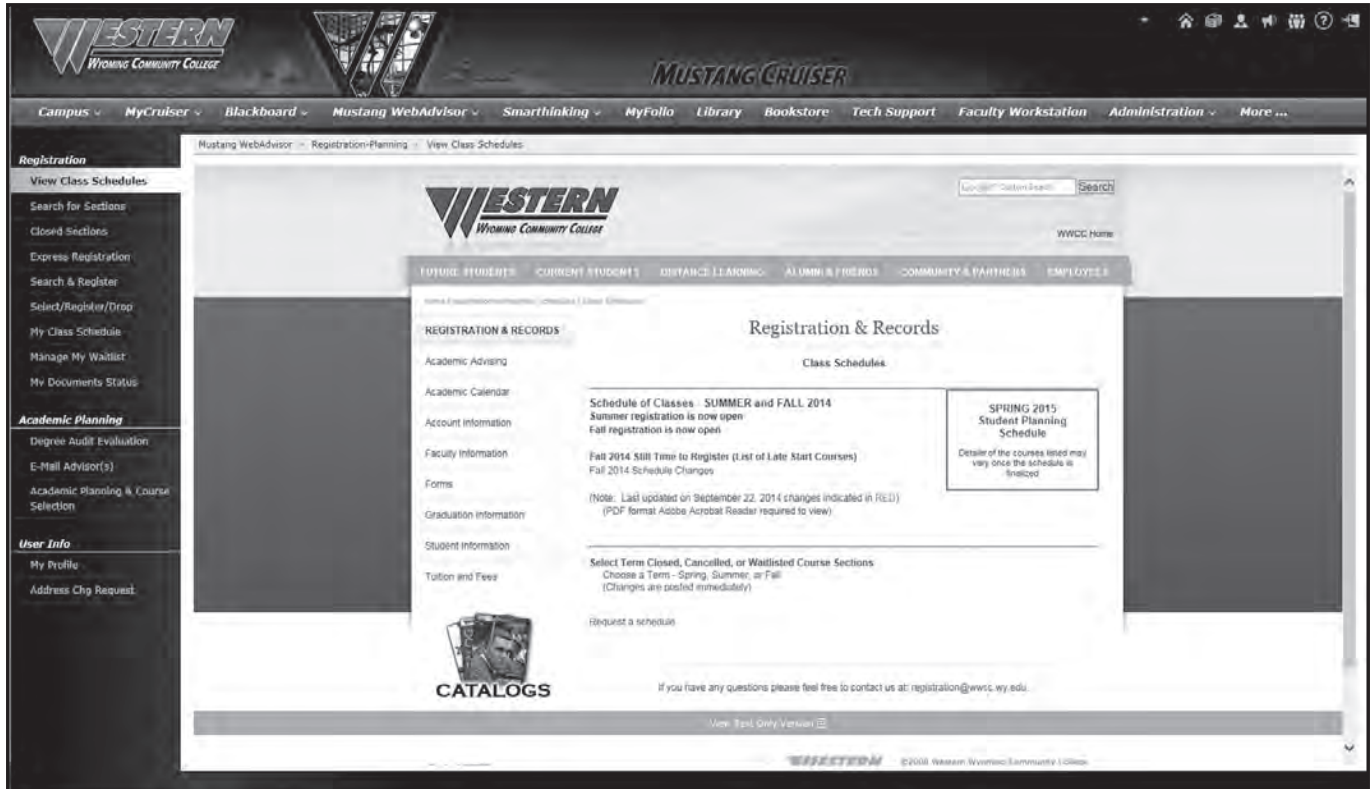 WESTERN
WYOMING COMMUNITY COLLEGE
MUSTANG CRUISER
Campus MyCruiser Blackboard Mustang WebAdvisor Smarthinking MyFolio Library Bookstore Tech Support Faculty Workstation Administration More ...
Mustang WebAdvisor Registration-Planning View Class Schedules
Registration
View Class Schedules
Search for Sections
Closed Sections
Express Registration
Search & Register
Select/Register/Drop
My Class Schedule
Manage My Waitlist
My Documents Status
Academic Planning
Degree Audit Evaluation
E-Mail Advisor(s)
Academic Planning & Course
Selection
User Info
My Profile
Address Chg Request
WESTERN
WYOMING COMMUNITY COLLEGE
Search
WWCC Home
FUTURE STUDENTS CURRENT STUDENTS DISTANCE LEARNING ALUMNI & FRIENDS COMMUNITY & PARTNERS EMPLOYEES
REGISTRATION & RECORDS
Academic Advising
Academic Calendar
Account Information
Faculty Information
Forms
Graduation Information
Student Information
Tuition and Fees
CATALOGS
Registration & Records
Class Schedules
Schedule of Classes SUMMER and FALL 2014
Summer registration is now open
Fall registration is now open
Fall 2014 Still Time to Register (List of Late Start Courses)
Fall 2014 Schedule Changes
(Note: Last updated on September 22, 2014 changes indicated in RED)
(PDF format Adobe Acrobat Reader required to view)
SPRING 2015
Student Planning
Schedule
Details of the courses listed may
vary once the schedule is
finalized
Select Term Closed, Cancelled, or Waitlisted Course Sections
Choose a Term - Spring, Summer, or Fall
(Changes are posted immediately)
Request a schedule
If you have any questions please feel free to contact us at: registration@wwcc.wy.edu
View Text Only Version
WESTERN ©2008 Western Wyoming Community College